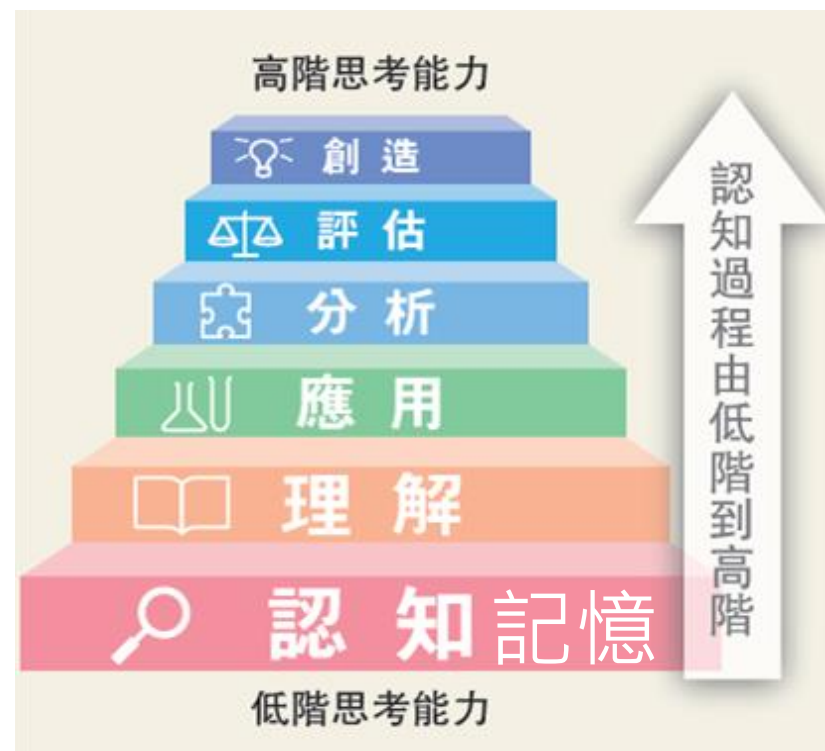 高階思考能力
創造
評估
分析
應用
理解
認知記憶
低階思考能力
認知過程由低階到高階